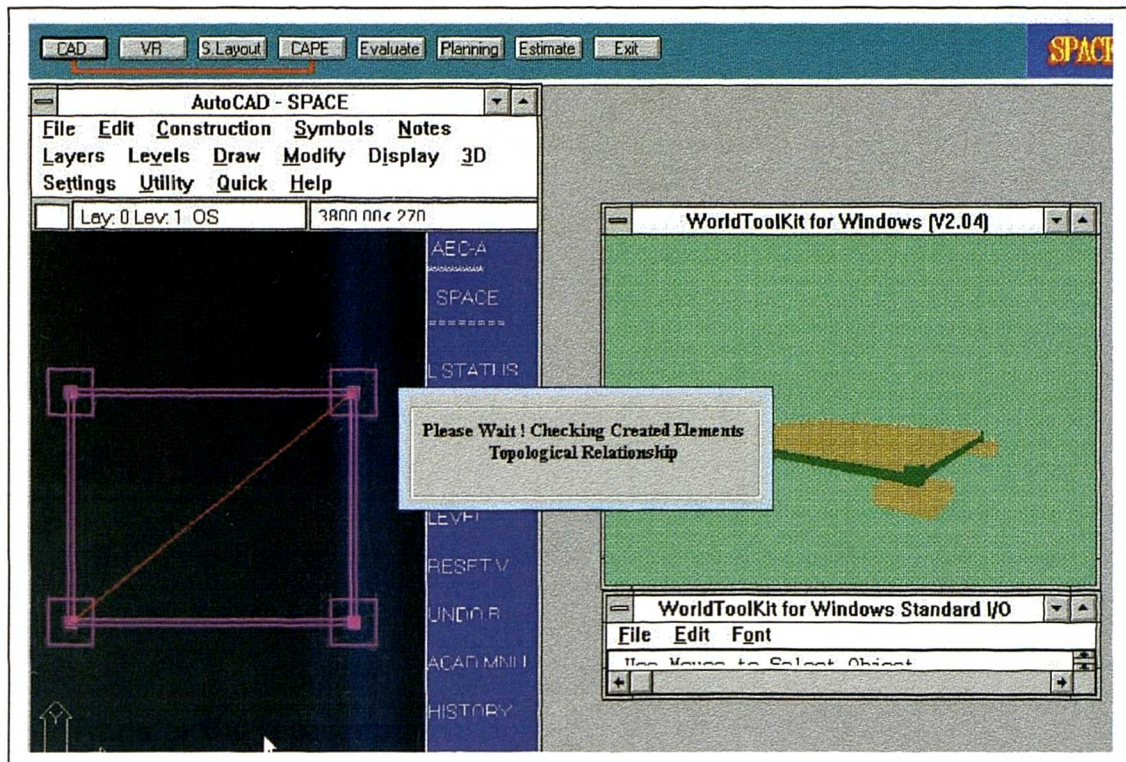 CAD VR S.Layout CAPE Evaluate Planning Estimate Exit
SPACE
AutoCAD - SPACE
File Edit Construction Symbols Notes
Layers Levels Draw Modify Display 3D
Settings Utility Quick Help
Lay: 0 Lev: 1 OS 3800.00< 270
AEC-A
SPACE
========
L STATUS
LEVEL
RESET V
UNDO B
ACAD MNU
HISTORY
Y
Please Wait ! Checking Created Elements
Topological Relationship
WorldToolKit for Windows (V2.04)
WorldToolKit for Windows Standard I/O
File Edit Font
Use Mouse to Select Object